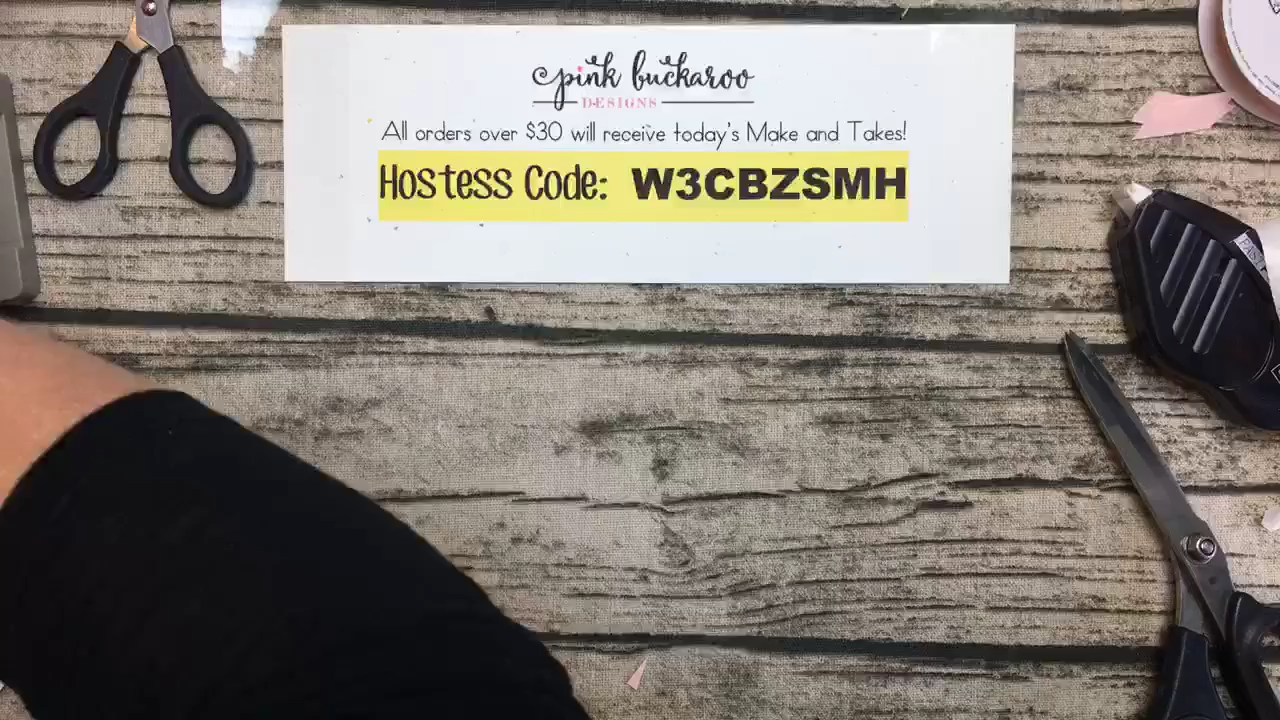 pink buckaroo
DESIGNS
All orders over $30 will receive today's Make and Takes!
Hostess Code: W3CBZSMH